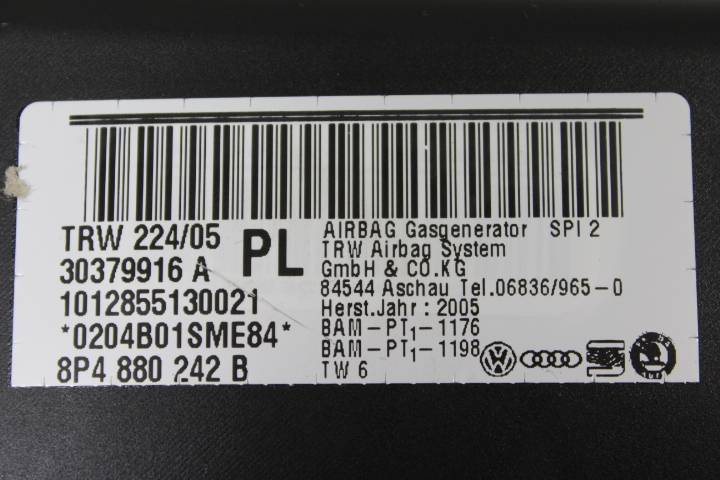 TRW 224/05
30379916 A
1012855130021
*0204B01SME84*
8P4 880 242 B
PL
AIRBAG Gasgenerator SPI 2
TRW Airbag System
GmbH & CO.KG
84544 Aschau Tel.06836/965-0
Herst.Jahr : 2005
BAM-PT1-1176
BAM-PT1-1198
TW 6